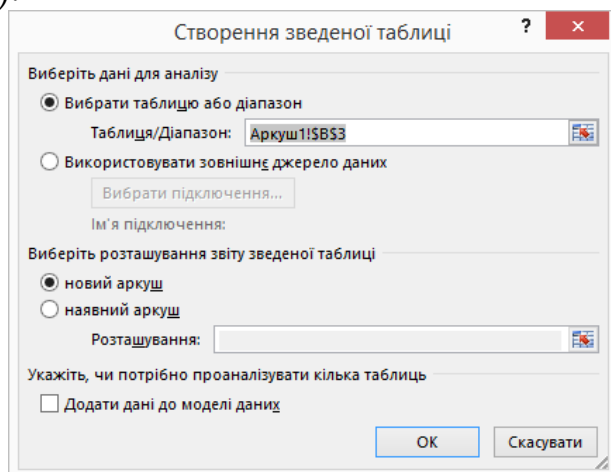 ).
Створення зведеної таблиці ? ×
Виберіть дані для аналізу
Вибрати таблицю або діапазон
Таблиця/Діапазон: Аркуш1!$B$3
Використовувати зовнішнє джерело даних
Вибрати підключення...
Ім'я підключення:
Виберіть розташування звіту зведеної таблиці
новий аркуш
наявний аркуш
Розташування:
Укажіть, чи потрібно проаналізувати кілька таблиць
Додати дані до моделі даних
ОК Скасувати